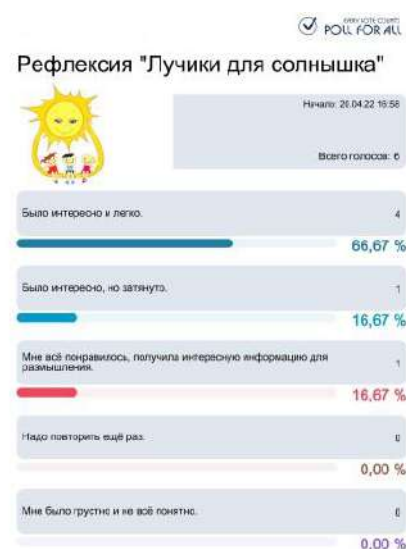 EVERY VOTE COUNTS
POLL FOR ALL
Рефлексия "Лучики для солнышка"
Начало: 20.04.22 16:58
Всего голосов: 6
Было интересно и легко. 4
66,67 %
Было интересно, но затянуто. 1
16,67 %
Мне всё понравилось, получила интересную информацию для
размышления. 1
16,67 %
Надо повторить ещё раз. 0
0,00 %
Мне было грустно и не всё понятно. 0
0,00 %